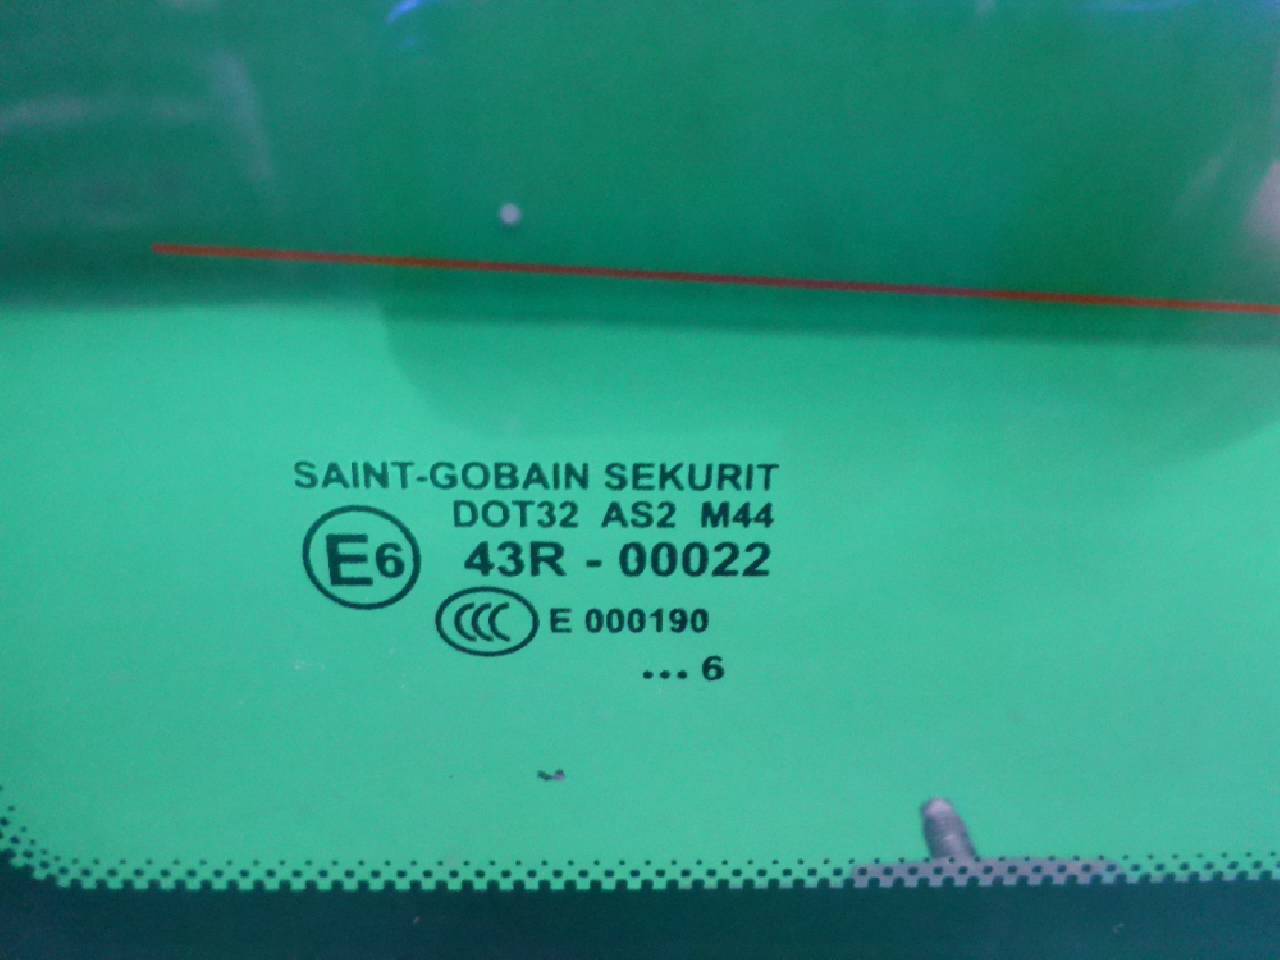 SAINT-GOBAIN SEKURIT
DOT32 AS2 M44
E6 43R - 00022
CCC E 000190
... 6